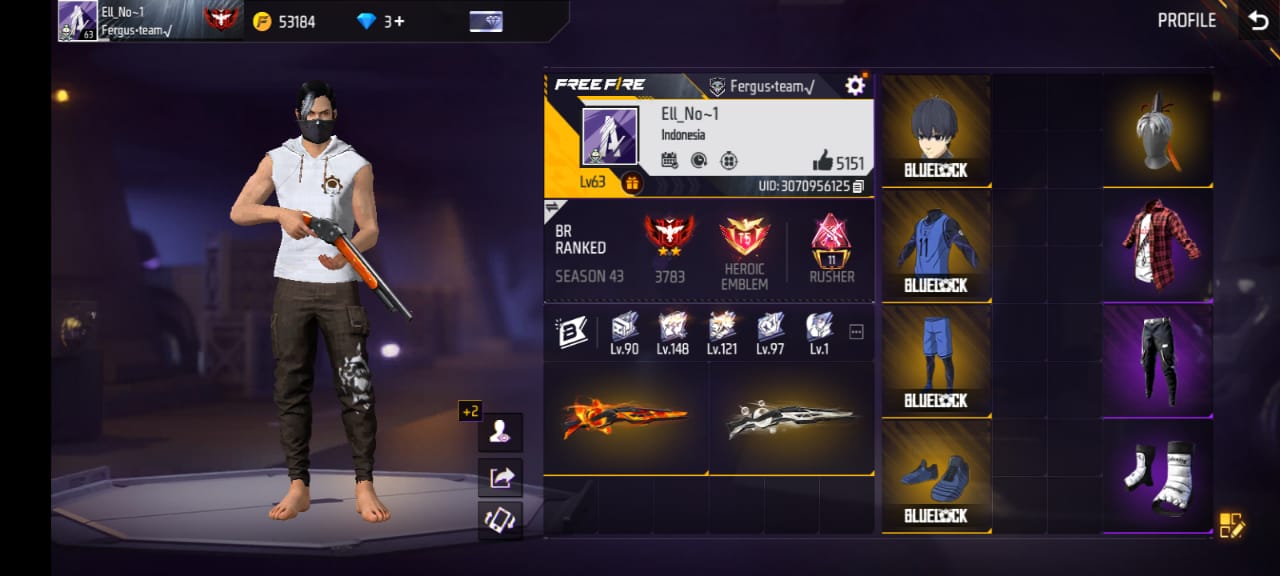 Ell_No~1
Fergus•team√
63
53184
3+
PROFILE
FREE FIRE
Fergus•team√
Ell_No~1
Indonesia
5151
Lv63
UID: 3070956125
BR
RANKED
SEASON 43
3783
T5
HEROIC
EMBLEM
11
RUSHER
B
Lv.90
Lv.148
Lv.121
Lv.97
Lv.1
+2
BLUELOCK
11
BLUELOCK
BLUELOCK
BLUELOCK